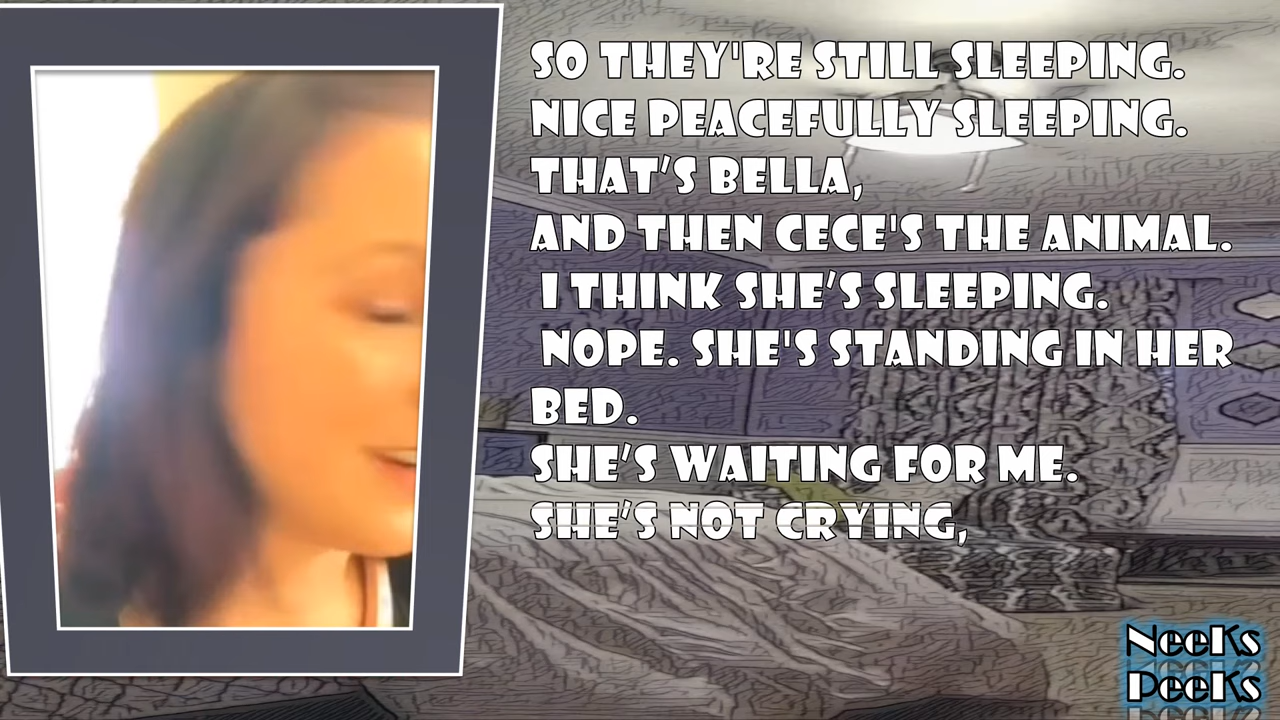 SO THEY'RE STILL SLEEPING.
NICE PEACEFULLY SLEEPING.
THAT'S BELLA,
AND THEN CECE'S THE ANIMAL.
I THINK SHE'S SLEEPING.
NOPE. SHE'S STANDING IN HER
BED.
SHE'S WAITING FOR ME.
SHE'S NOT CRYING,
NeeKs
PeeKs